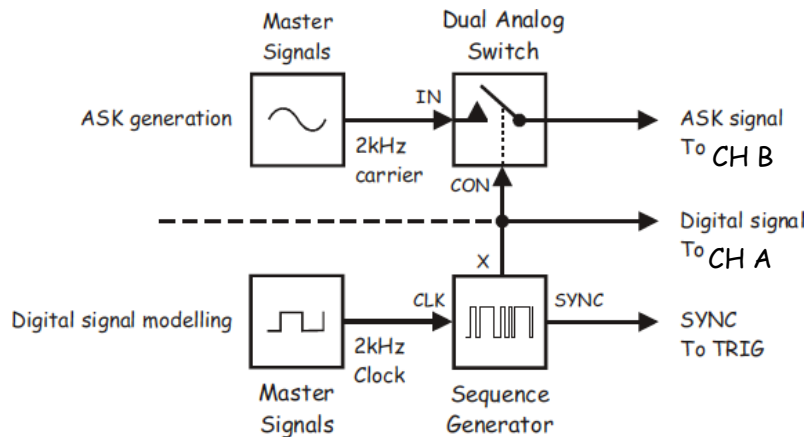 Master
Signals
Dual Analog
Switch
ASK generation
IN
2kHz
carrier
CON
ASK signal
To CH B
Digital signal
To CH A
X
Digital signal modelling
CLK
2kHz
Clock
SYNC
SYNC
To TRIG
Master
Signals
Sequence
Generator